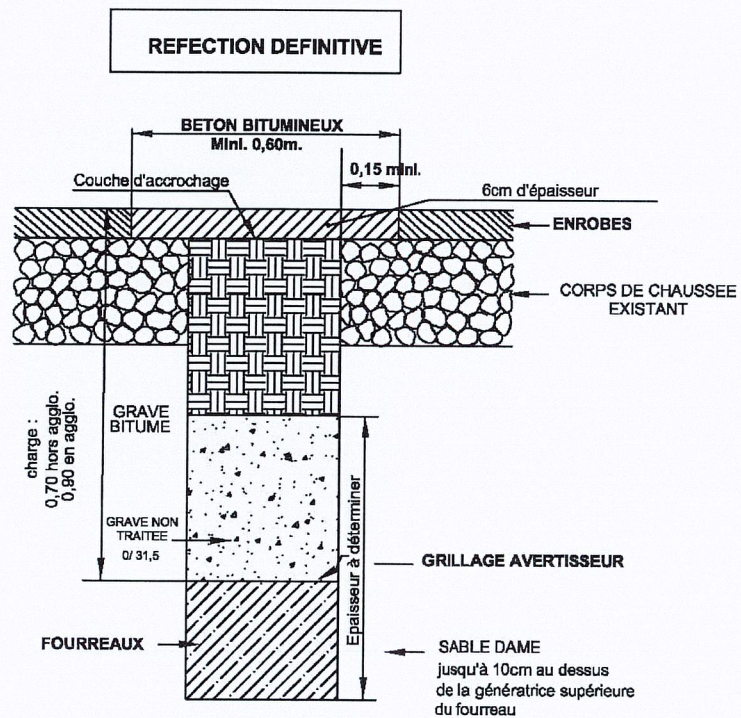 REFECTION DEFINITIVE
BETON BITUMINEUX
Mini. 0,60m.
0,15 mini.
Couche d'accrochage
6cm d'épaisseur
ENROBES
CORPS DE CHAUSSEE
EXISTANT
charge :
0,70 hors agglo.
0,90 en agglo.
GRAVE
BITUME
GRAVE NON
TRAITEE
0/ 31,5
Epaisseur à déterminer
GRILLAGE AVERTISSEUR
FOURREAUX
SABLE DAME
jusqu'à 10cm au dessus
de la génératrice supérieure
du fourreau